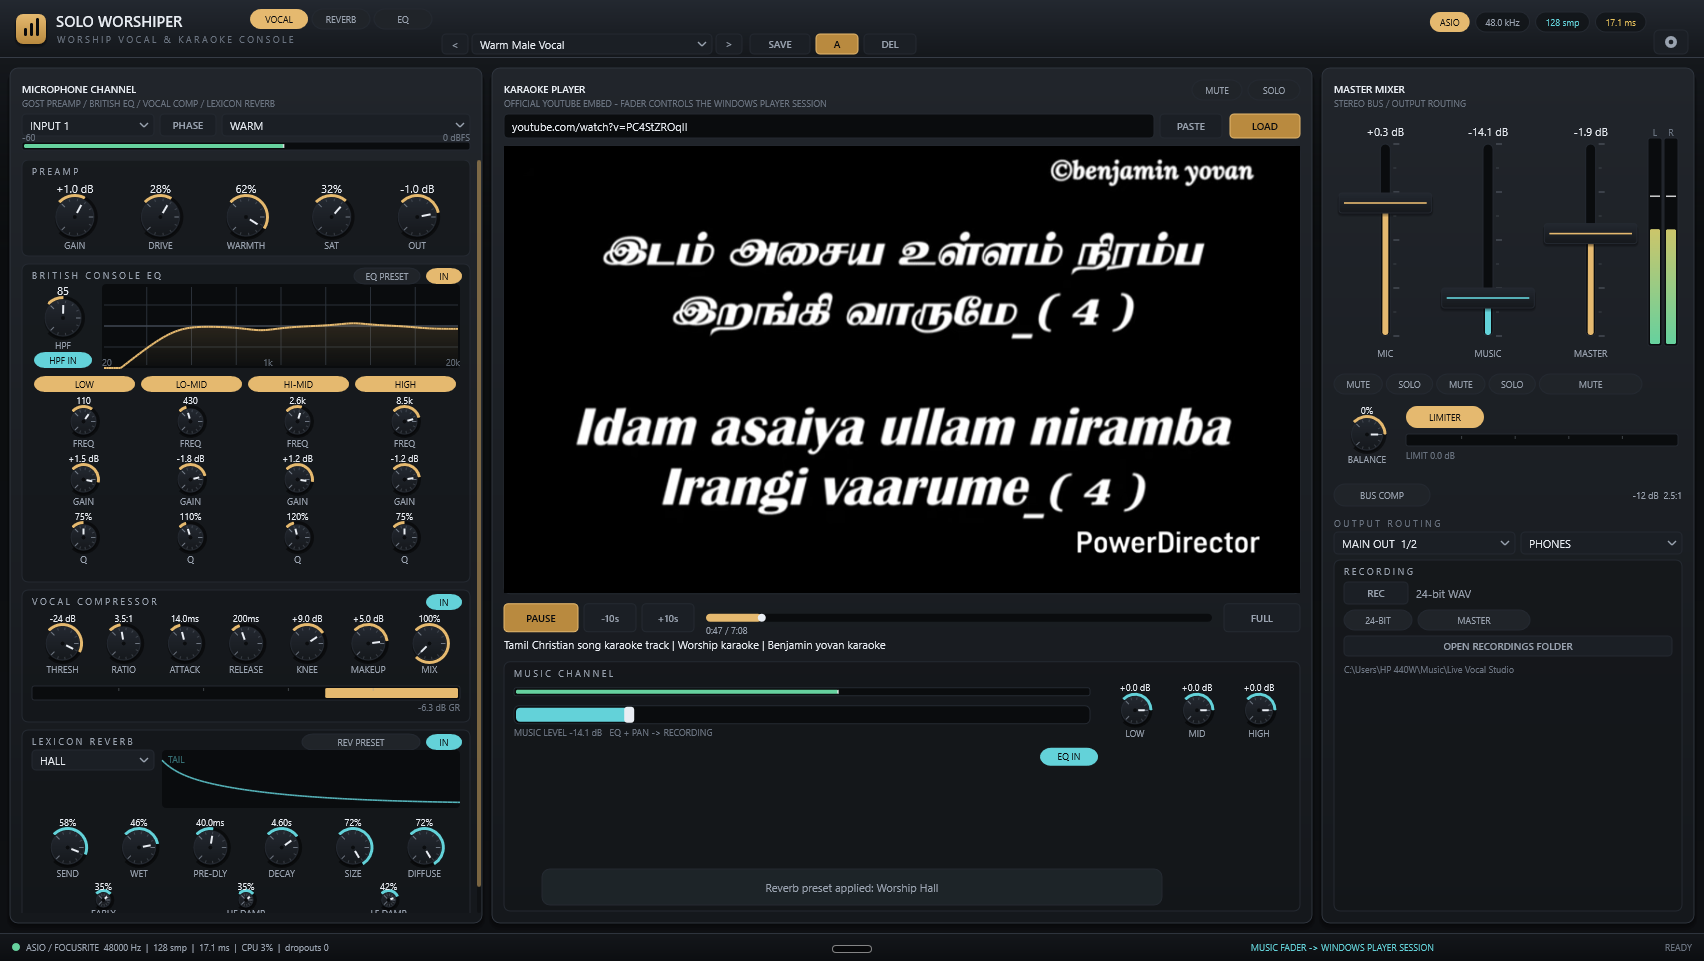 SOLO WORSHIPER
WORSHIP VOCAL & KARAOKE CONSOLE
VOCAL REVERB EQ
< Warm Male Vocal > SAVE A DEL
ASIO 48.0 kHz 128 smp 17.1 ms
MICROPHONE CHANNEL
GOST PREAMP / BRITISH EQ / VOCAL COMP / LEXICON REVERB
INPUT 1 PHASE WARM
-60 0 dBFS
PREAMP
+1.0 dB 28% 62% 32% -1.0 dB
GAIN DRIVE WARMTH SAT OUT
BRITISH CONSOLE EQ EQ PRESET IN
85
HPF
HPF IN
20 1k 20k
LOW LO-MID HI-MID HIGH
110 430 2.6k 8.5k
FREQ FREQ FREQ FREQ
+1.5 dB -1.8 dB +1.2 dB -1.2 dB
GAIN GAIN GAIN GAIN
75% 110% 120% 75%
Q Q Q Q
VOCAL COMPRESSOR IN
-24 dB 3.5:1 14.0ms 200ms +9.0 dB +5.0 dB 100%
THRESH RATIO ATTACK RELEASE KNEE MAKEUP MIX
-6.3 dB GR
LEXICON REVERB REV PRESET IN
HALL
TAIL
58% 46% 40.0ms 4.60s 72% 72%
SEND WET PRE-DLY DECAY SIZE DIFFUSE
35% 35% 42%
EARLY HF DAMP LF DAMP
KARAOKE PLAYER MUTE SOLO
OFFICIAL YOUTUBE EMBED - FADER CONTROLS THE WINDOWS PLAYER SESSION
youtube.com/watch?v=PC4StZROqII PASTE LOAD
©benjamin yovan
இடம் அசைய உள்ளம் நிரம்ப
இறங்கி வாருமே_( 4 )
Idam asaiya ullam niramba
Irangi vaarume_( 4 )
PowerDirector
PAUSE -10s +10s FULL
0:47 / 7:08
Tamil Christian song karaoke track | Worship karaoke | Benjamin yovan karaoke
MUSIC CHANNEL
+0.0 dB +0.0 dB +0.0 dB
LOW MID HIGH
MUSIC LEVEL -14.1 dB EQ + PAN -> RECORDING
EQ IN
Reverb preset applied: Worship Hall
MASTER MIXER
STEREO BUS / OUTPUT ROUTING
+0.3 dB -14.1 dB -1.9 dB L R
MIC MUSIC MASTER
MUTE SOLO MUTE SOLO MUTE
0%
BALANCE
LIMITER
LIMIT 0.0 dB
BUS COMP -12 dB 2.5:1
OUTPUT ROUTING
MAIN OUT 1/2 PHONES
RECORDING
REC 24-bit WAV
24-BIT MASTER
OPEN RECORDINGS FOLDER
C:\Users\HP 440W\Music\Live Vocal Studio
ASIO / FOCUSRITE 48000 Hz | 128 smp | 17.1 ms | CPU 3% | dropouts 0
MUSIC FADER -> WINDOWS PLAYER SESSION READY